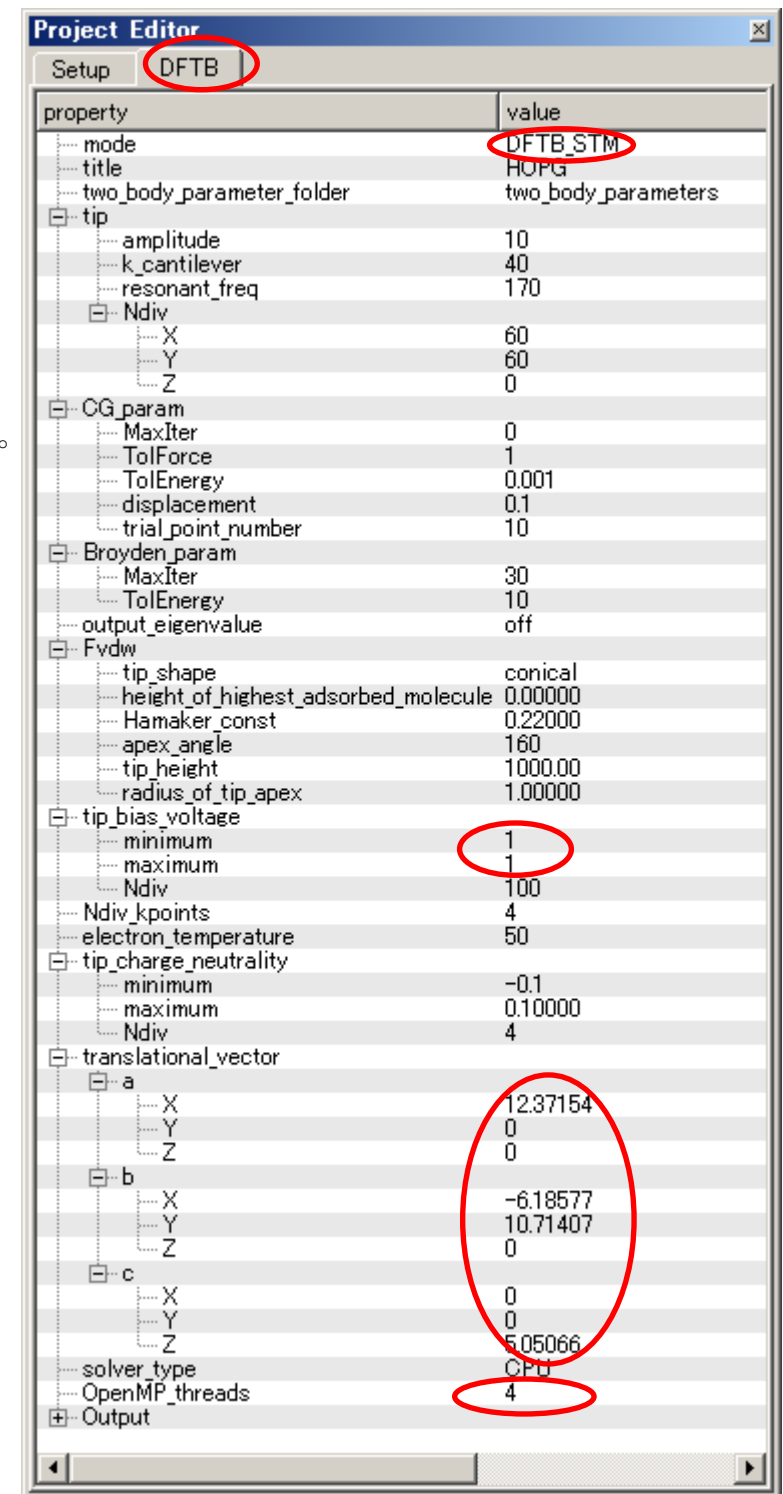 Project Editor
Setup DFTB
property value
mode DFTB_STM
title HOPG
two_body_parameter_folder two_body_parameters
tip
amplitude 10
k_cantilever 40
resonant_freq 170
Ndiv
X 60
Y 60
Z 0
CG_param
MaxIter 0
。
TolForce 1
TolEnergy 0.001
displacement 0.1
trial_point_number 10
Broyden_param
MaxIter 30
TolEnergy 10
output_eigenvalue off
Fvdw
tip_shape conical
height_of_highest_adsorbed_molecule 0.00000
Hamaker_const 0.22000
apex_angle 160
tip_height 1000.00
radius_of_tip_apex 1.00000
tip_bias_voltage
minimum 1
maximum 1
Ndiv 100
Ndiv_kpoints 4
electron_temperature 50
tip_charge_neutrality
minimum -0.1
maximum 0.10000
Ndiv 4
translational_vector
a
X 12.37154
Y 0
Z 0
b
X -6.18577
Y 10.71407
Z 0
c
X 0
Y 0
Z 5.05066
solver_type CPU
OpenMP_threads 4
Output